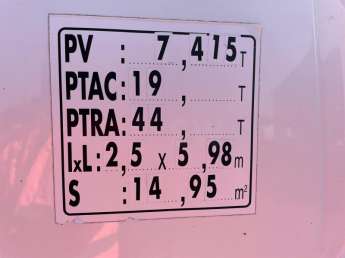 PV : 7,415 T
PTAC: 19 , T
PTRA: 44 , T
lxL: 2,5 x 5,98 m
S : 14,95 m²